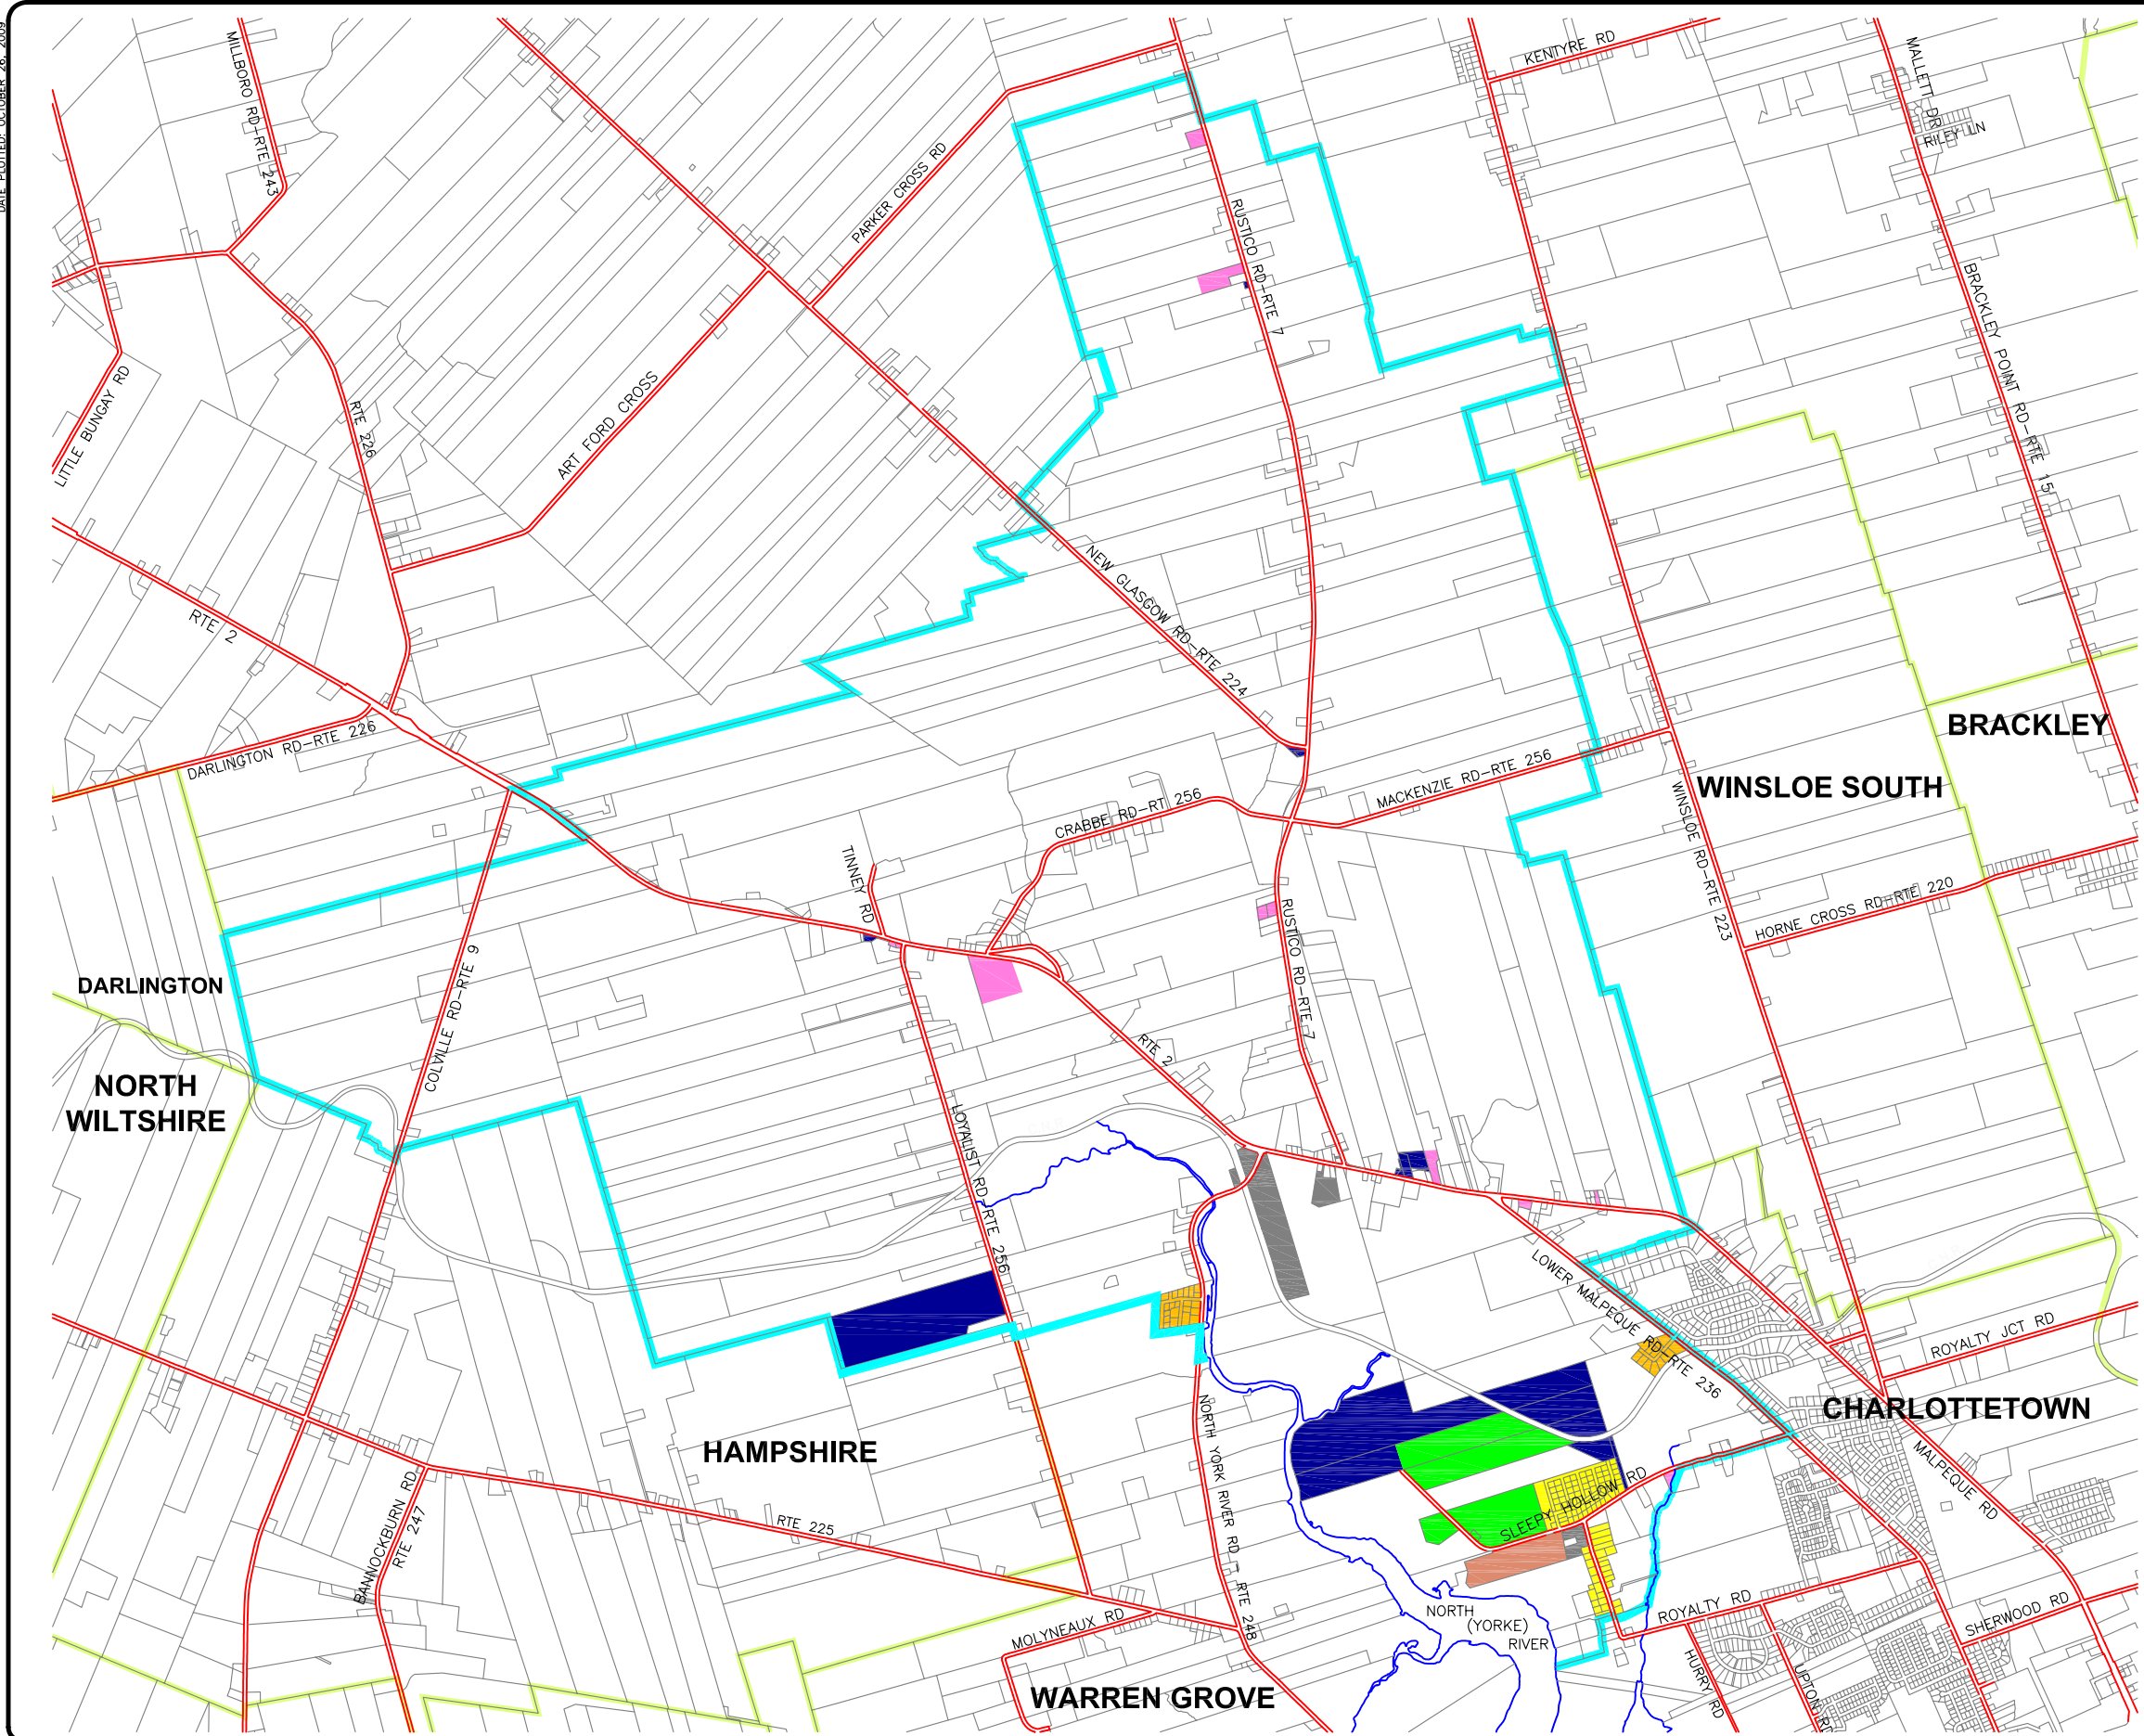 DATE PLOTTED: OCTOBER 26, 2009
MILLBORO RD-RTE 243
KENTYRE RD
MALLETT DR
RILEY LN
PARKER CROSS RD
RUSTICO RD-RTE 7
BRACKLEY POINT RD-RTE 15
LITTLE BUNGAY RD
RTE 226
ART FORD CROSS
NEW GLASGOW RD-RTE 224
RTE 2
DARLINGTON RD-RTE 226
BRACKLEY
WINSLOE SOUTH
MACKENZIE RD-RTE 256
CRABBE RD-RT 256
WINSLOE RD-RTE 223
TINNEY RD
HORNE CROSS RD-RTE 220
RUSTICO RD-RTE 7
COLVILLE RD-RTE 9
DARLINGTON
RTE 2
NORTH
WILTSHIRE
LOYALIST RD-RTE 256
LOWER MALPEQUE RD-RTE 236
ROYALTY JCT RD
CHARLOTTETOWN
HAMPSHIRE
NORTH YORK RIVER RD - RTE 248
MALPEQUE RD
SLEEPY HOLLOW RD
BANNOCKBURN RD
RTE 247
RTE 225
MOLYNEAUX RD
NORTH
(YORKE)
RIVER
ROYALTY RD
SHERWOOD RD
HURRY RD
UPTON RD
WARREN GROVE